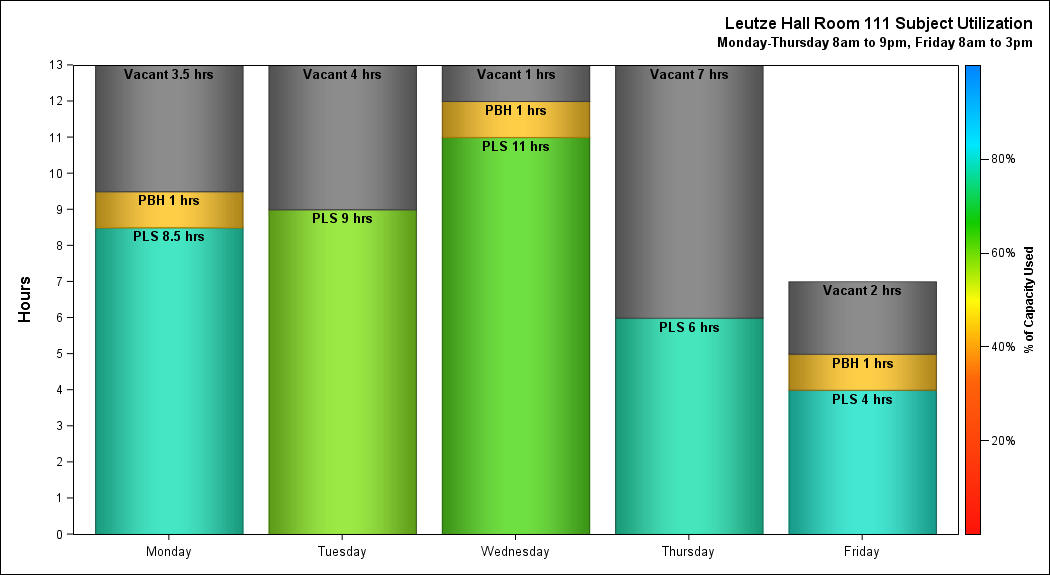 Leutze Hall Room 111 Subject Utilization
Monday-Thursday 8am to 9pm, Friday 8am to 3pm
Hours
13
12
11
10
9
8
7
6
5
4
3
2
1
0
Vacant 3.5 hrs
PBH 1 hrs
PLS 8.5 hrs
Vacant 4 hrs
PLS 9 hrs
Vacant 1 hrs
PBH 1 hrs
PLS 11 hrs
Vacant 7 hrs
PLS 6 hrs
Vacant 2 hrs
PBH 1 hrs
PLS 4 hrs
Monday
Tuesday
Wednesday
Thursday
Friday
80%
60%
40%
20%
% of Capacity Used